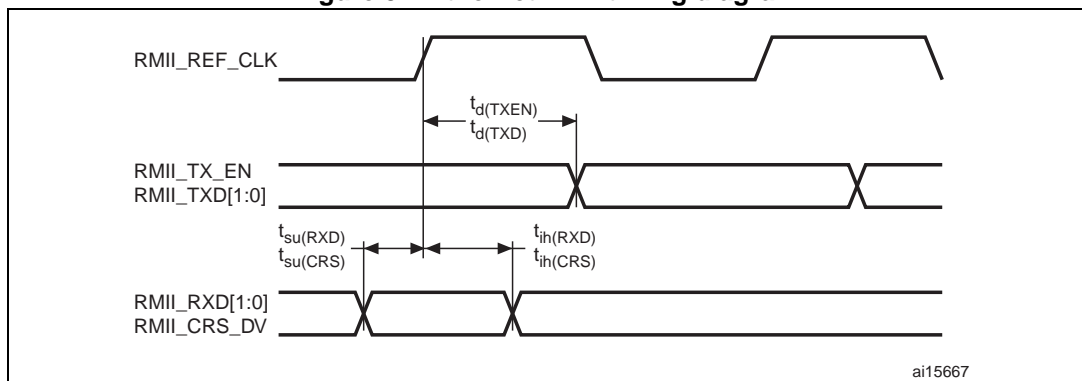 RMII_REF_CLK
td(TXEN)
td(TXD)
RMII_TX_EN
RMII_TXD[1:0]
tsu(RXD)
tsu(CRS)
tih(RXD)
tih(CRS)
RMII_RXD[1:0]
RMII_CRS_DV
ai15667